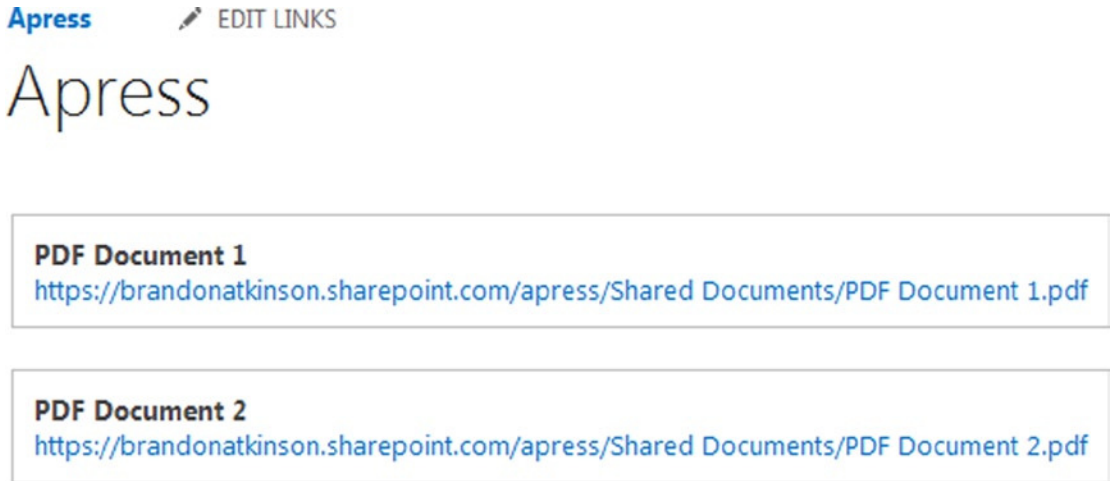 Apress EDIT LINKS
Apress
PDF Document 1
https://brandonatkinson.sharepoint.com/apress/Shared Documents/PDF Document 1.pdf
PDF Document 2
https://brandonatkinson.sharepoint.com/apress/Shared Documents/PDF Document 2.pdf